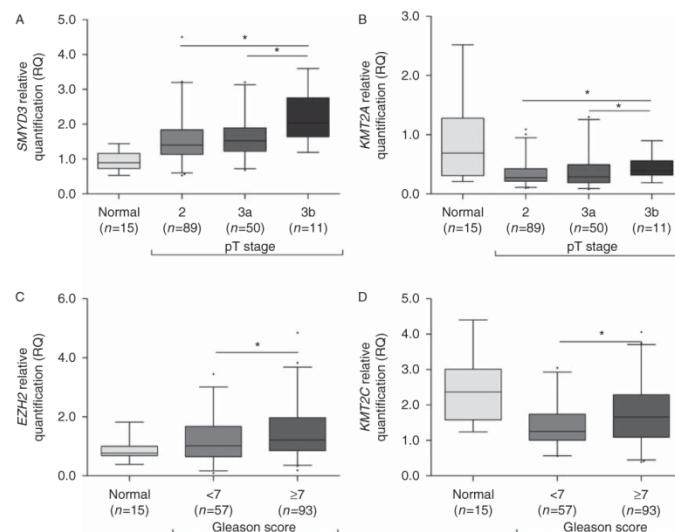 A
SMYD3 relative
quantification (RQ)
5.0
4.0
3.0
2.0
1.0
0.0
*
*
Normal
(n=15)
2
(n=89)
3a
(n=50)
3b
(n=11)
pT stage
B
KMT2A relative
quantification (RQ)
3.0
2.0
1.0
0.0
*
*
Normal
(n=15)
2
(n=89)
3a
(n=50)
3b
(n=11)
pT stage
C
EZH2 relative
quantification (RQ)
6.0
4.0
2.0
0.0
*
Normal
(n=15)
<7
(n=57)
≥7
(n=93)
Gleason score
D
KMT2C relative
quantification (RQ)
5.0
4.0
3.0
2.0
1.0
0.0
*
Normal
(n=15)
<7
(n=57)
≥7
(n=93)
Gleason score